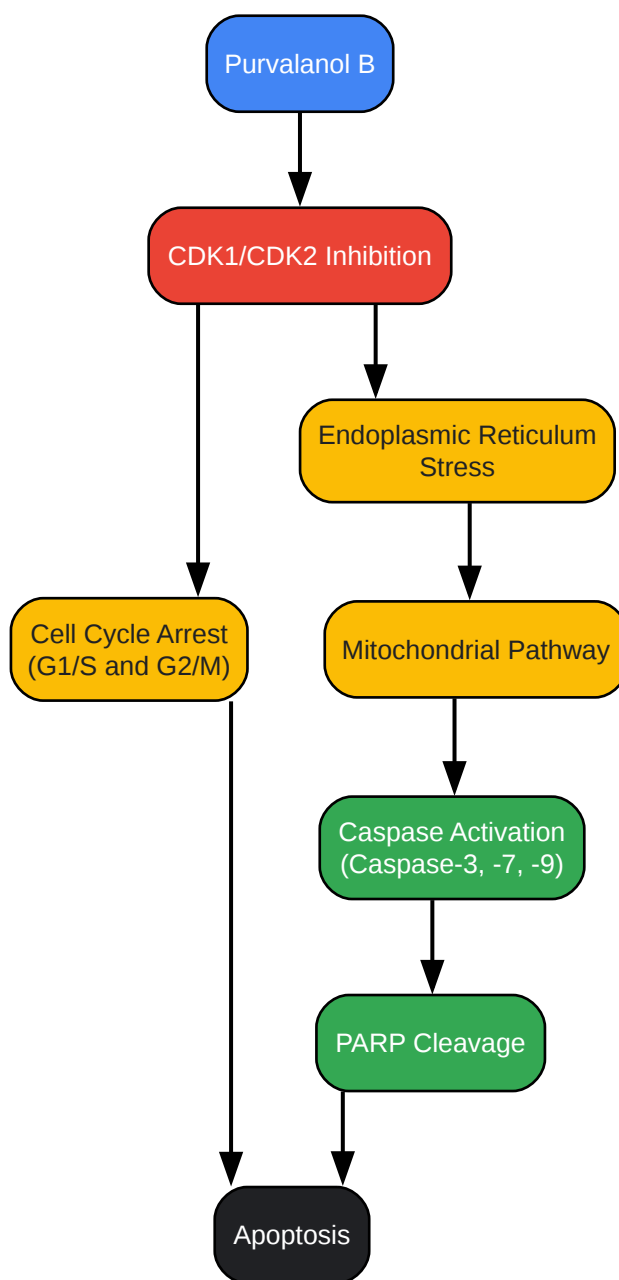 Purvalanol B
CDK1/CDK2 Inhibition
Endoplasmic Reticulum
Stress
Cell Cycle Arrest
(G1/S and G2/M)
Mitochondrial Pathway
Caspase Activation
(Caspase-3, -7, -9)
PARP Cleavage
Apoptosis